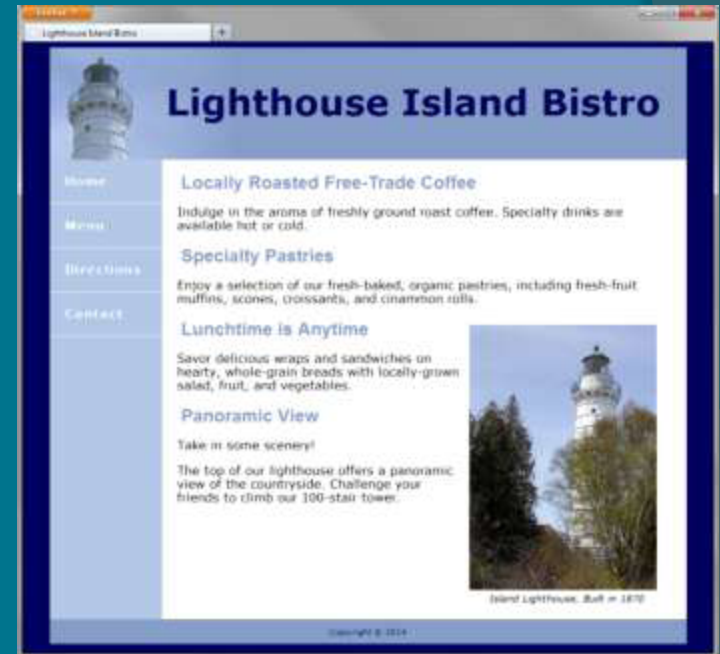 Firefox
Lighthouse Island Bistro
Lighthouse Island Bistro
Home
Menu
Directions
Contact
Locally Roasted Free-Trade Coffee
Indulge in the aroma of freshly ground roast coffee. Specialty drinks are
available hot or cold.
Specialty Pastries
Enjoy a selection of our fresh-baked, organic pastries, including fresh-fruit
muffins, scones, croissants, and cinammon rolls.
Lunchtime is Anytime
Savor delicious wraps and sandwiches on
hearty, whole-grain breads with locally-grown
salad, fruit, and vegetables.
Panoramic View
Take in some scenery!
The top of our lighthouse offers a panoramic
view of the countryside. Challenge your
friends to climb our 100-stair tower.
Island Lighthouse, Built in 1870
Copyright © 2014